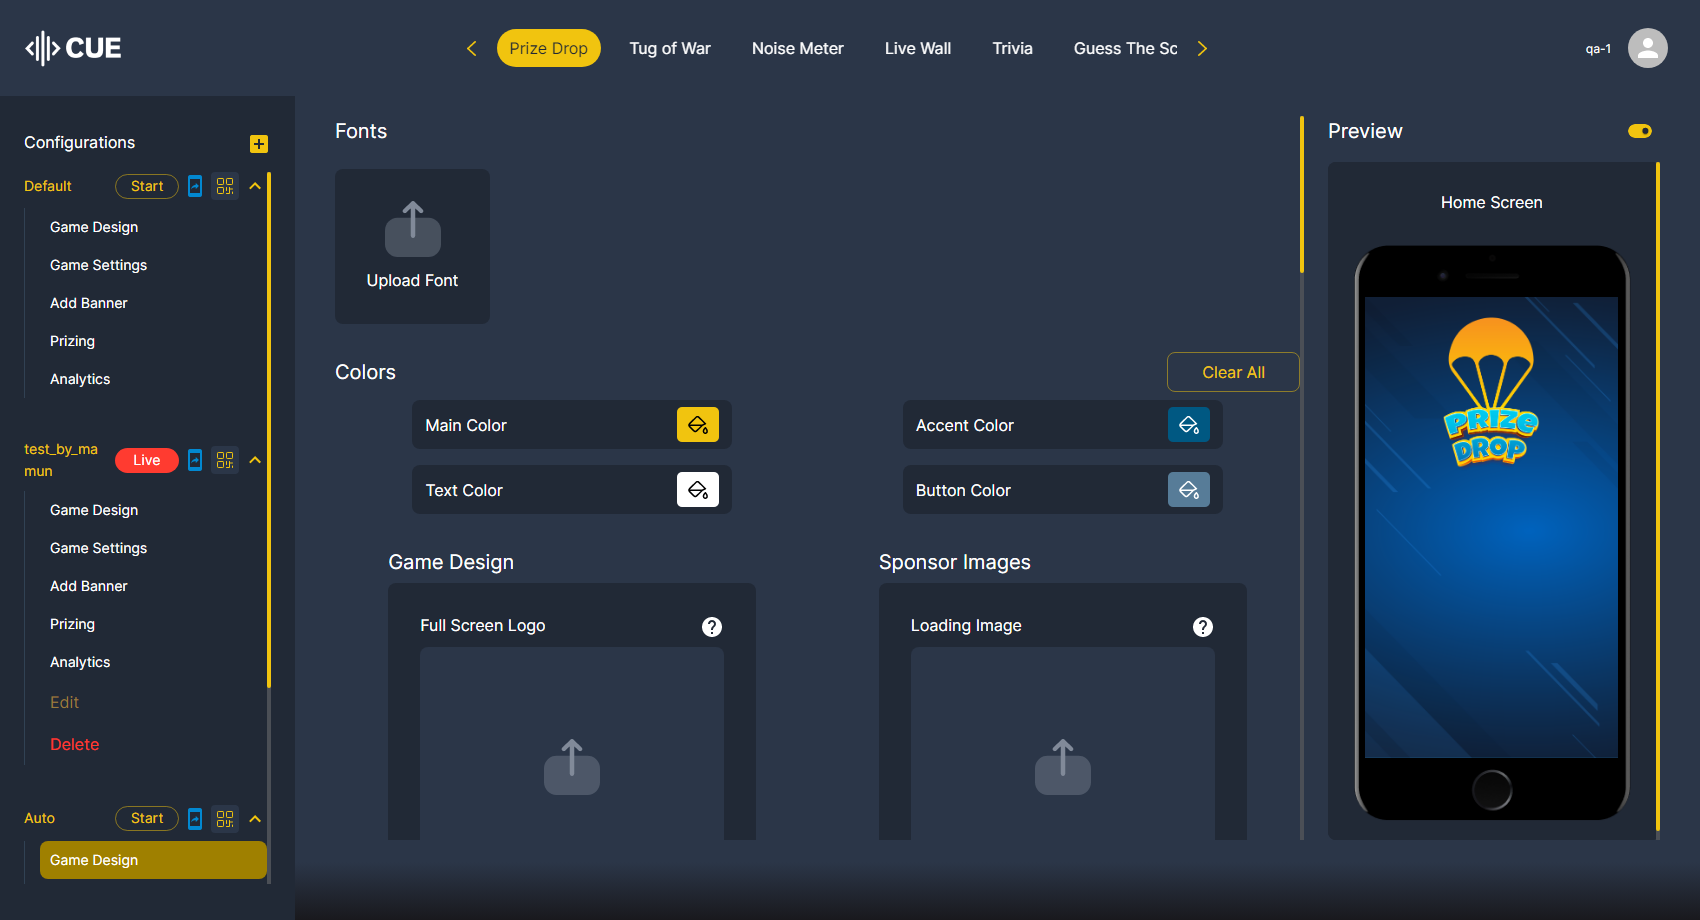 CUE
Prize Drop
Tug of War
Noise Meter
Live Wall
Trivia
Guess The Sc
qa-1
Configurations
Default
Start
Game Design
Game Settings
Add Banner
Prizing
Analytics
test_by_ma
mun
Live
Game Design
Game Settings
Add Banner
Prizing
Analytics
Edit
Delete
Auto
Start
Game Design
Fonts
Upload Font
Colors
Clear All
Main Color
Accent Color
Text Color
Button Color
Game Design
Sponsor Images
Full Screen Logo
?
Loading Image
?
Preview
Home Screen
PRIZE
DROP